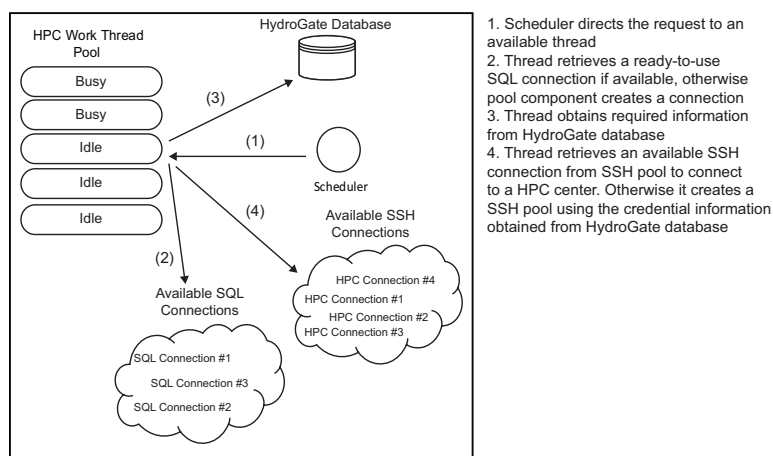 HPC Work Thread
Pool
Busy
Busy
Idle
Idle
Idle
HydroGate Database
(3)
(1)
Scheduler
(4)
(2)
Available SSH
Connections
HPC Connection #4
HPC Connection #1
HPC Connection #2
HPC Connection #3
Available SQL
Connections
SQL Connection #1
SQL Connection #3
SQL Connection #2
1. Scheduler directs the request to an
available thread
2. Thread retrieves a ready-to-use
SQL connection if available, otherwise
pool component creates a connection
3. Thread obtains required information
from HydroGate database
4. Thread retrieves an available SSH
connection from SSH pool to connect
to a HPC center. Otherwise it creates a
SSH pool using the credential information
obtained from HydroGate database